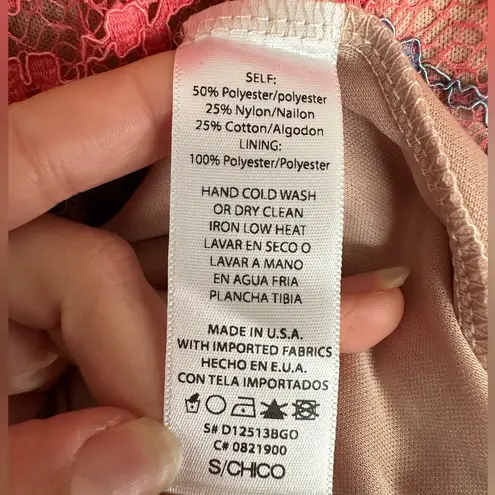 SELF:
50% Polyester/polyester
25% Nylon/Nailon
25% Cotton/Algodon
LINING:
100% Polyester/Polyester
HAND COLD WASH
OR DRY CLEAN
IRON LOW HEAT
LAVAR EN SECO O
LAVAR A MANO
EN AGUA FRIA
PLANCHA TIBIA
MADE IN U.S.A.
WITH IMPORTED FABRICS
HECHO EN E.U.A.
CON TELA IMPORTADOS
S# D12513BGO
C# 0821900
S/CHICO